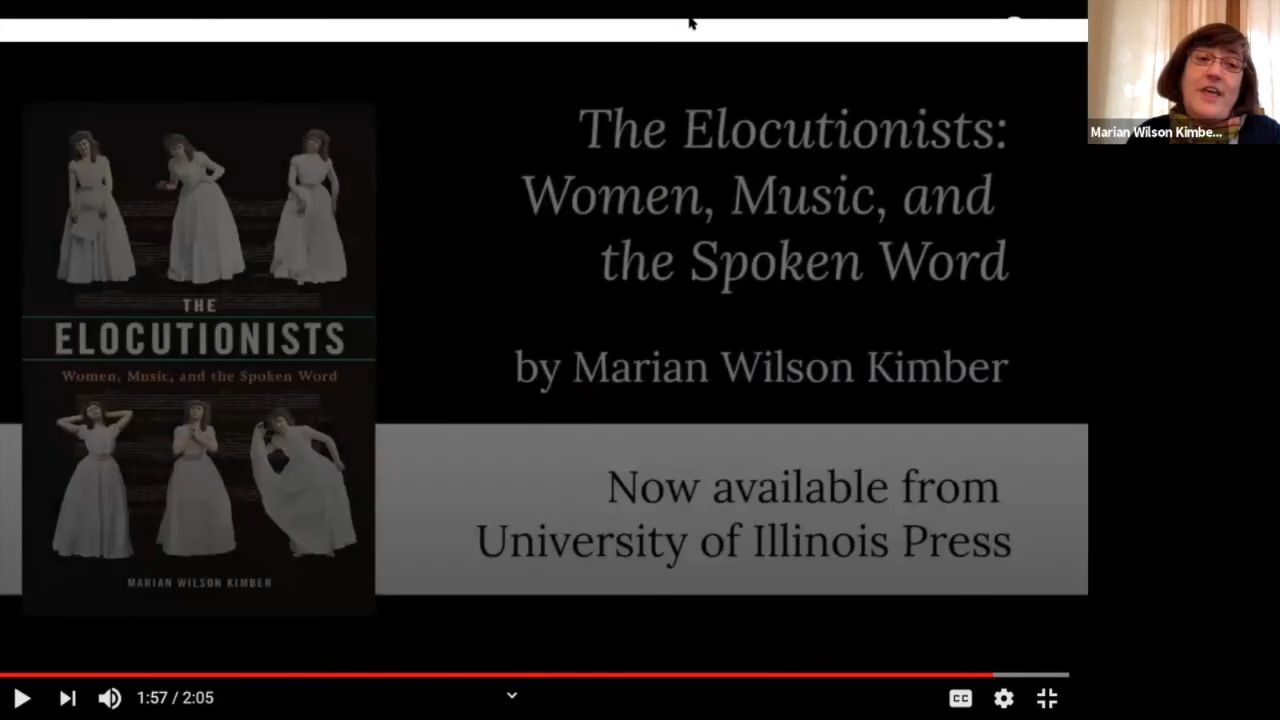 THE
ELOCUTIONISTS
Women, Music, and the Spoken Word
MARIAN WILSON KIMBER
The Elocutionists:
Women, Music, and
the Spoken Word
by Marian Wilson Kimber
Now available from
University of Illinois Press
Marian Wilson Kimbe...
1:57 / 2:05
CC